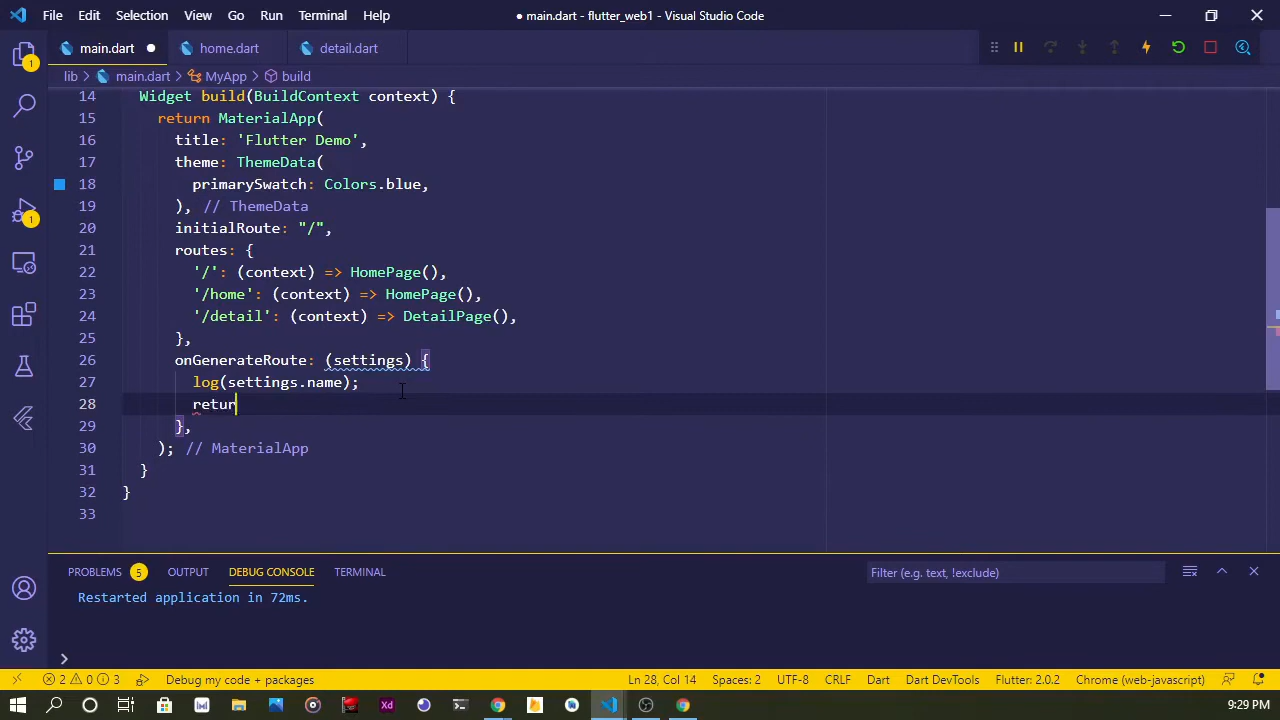 File Edit Selection View Go Run Terminal Help ● main.dart - flutter_web1 - Visual Studio Code
main.dart ● home.dart detail.dart
lib > main.dart > MyApp > build
14 Widget build(BuildContext context) {
15 return MaterialApp(
16 title: 'Flutter Demo',
17 theme: ThemeData(
18 primarySwatch: Colors.blue,
19 ), // ThemeData
20 initialRoute: "/",
21 routes: {
22 '/': (context) => HomePage(),
23 '/home': (context) => HomePage(),
24 '/detail': (context) => DetailPage(),
25 },
26 onGenerateRoute: (settings) {
27 log(settings.name);
28 retur
29 },
30 ); // MaterialApp
31 }
32 }
33
PROBLEMS 5 OUTPUT DEBUG CONSOLE TERMINAL Filter (e.g. text, !exclude)
Restarted application in 72ms.
>
1
1
2 0 3 Debug my code + packages Ln 28, Col 14 Spaces: 2 UTF-8 CRLF Dart Dart DevTools Flutter: 2.0.2 Chrome (web-javascript)
Xd 9:29 PM